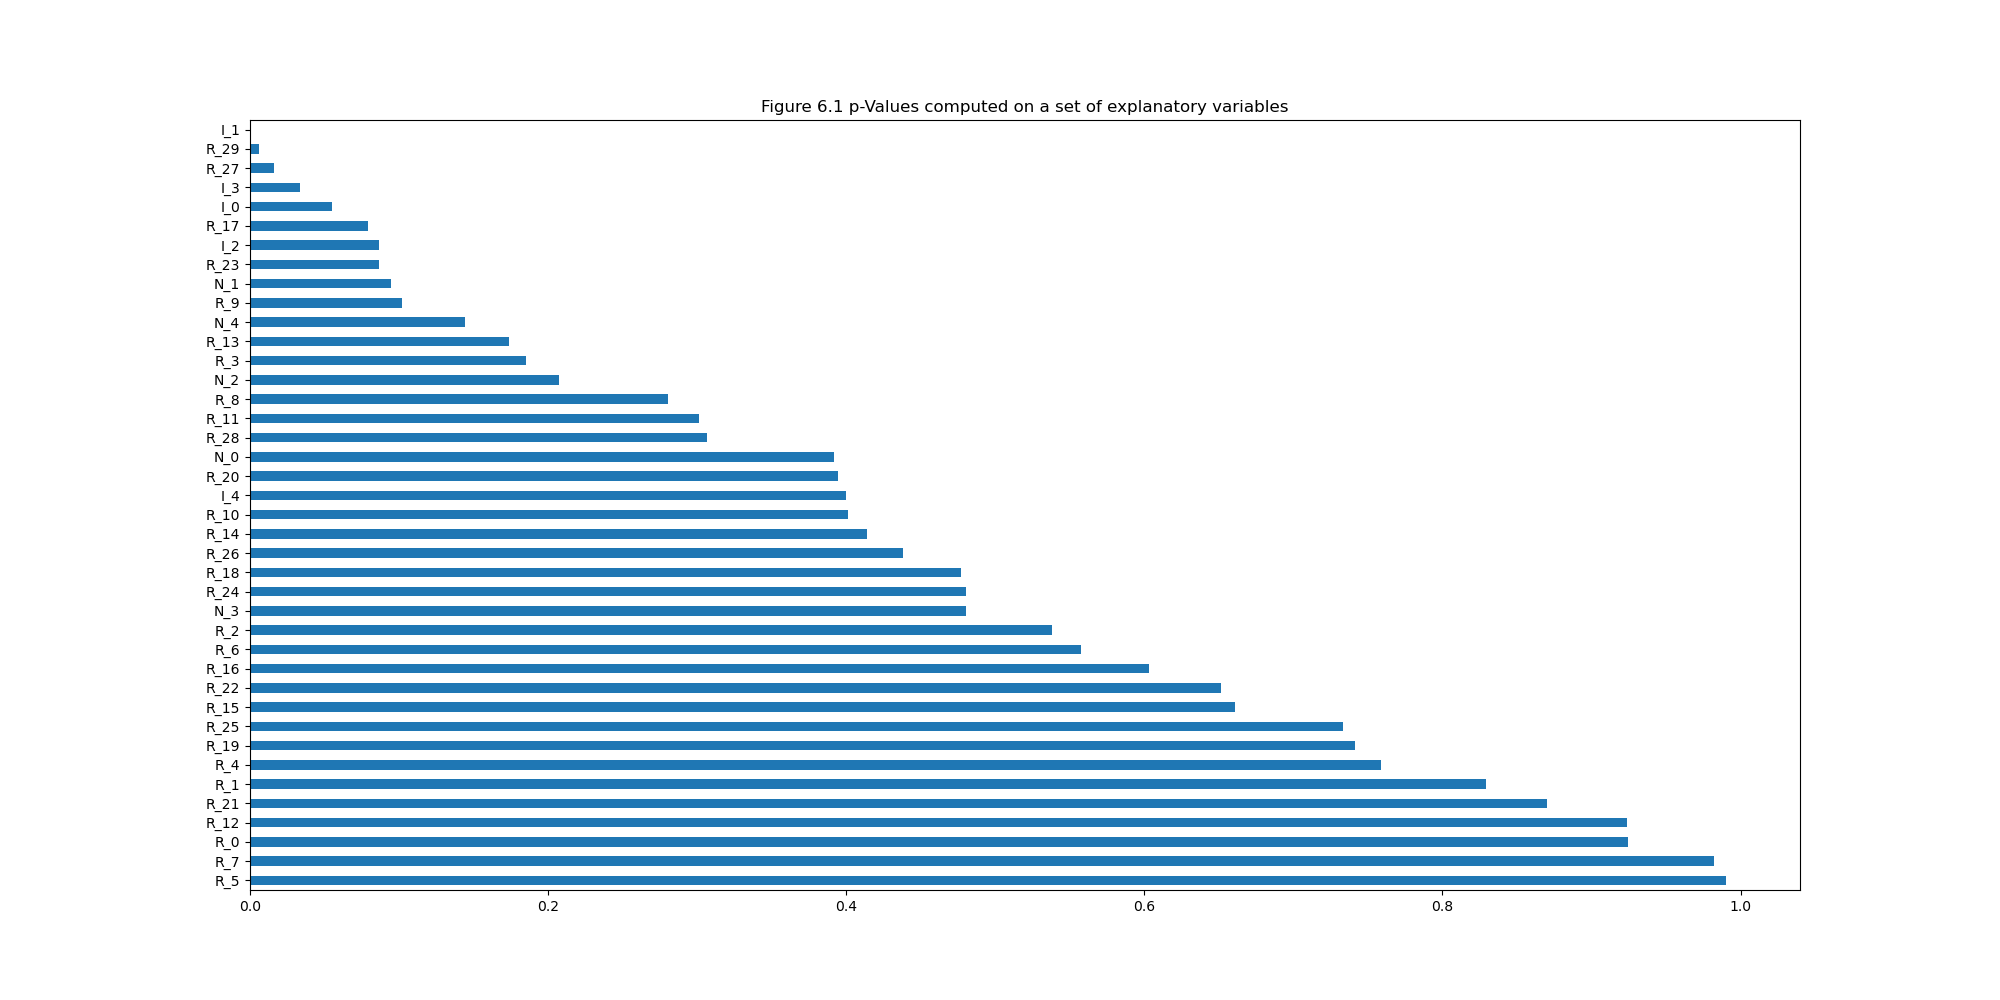 Figure 6.1 p-Values computed on a set of explanatory variables
I_1
R_29
R_27
I_3
I_0
R_17
I_2
R_23
N_1
R_9
N_4
R_13
R_3
N_2
R_8
R_11
R_28
N_0
R_20
I_4
R_10
R_14
R_26
R_18
R_24
N_3
R_2
R_6
R_16
R_22
R_15
R_25
R_19
R_4
R_1
R_21
R_12
R_0
R_7
R_5
0.0 0.2 0.4 0.6 0.8 1.0